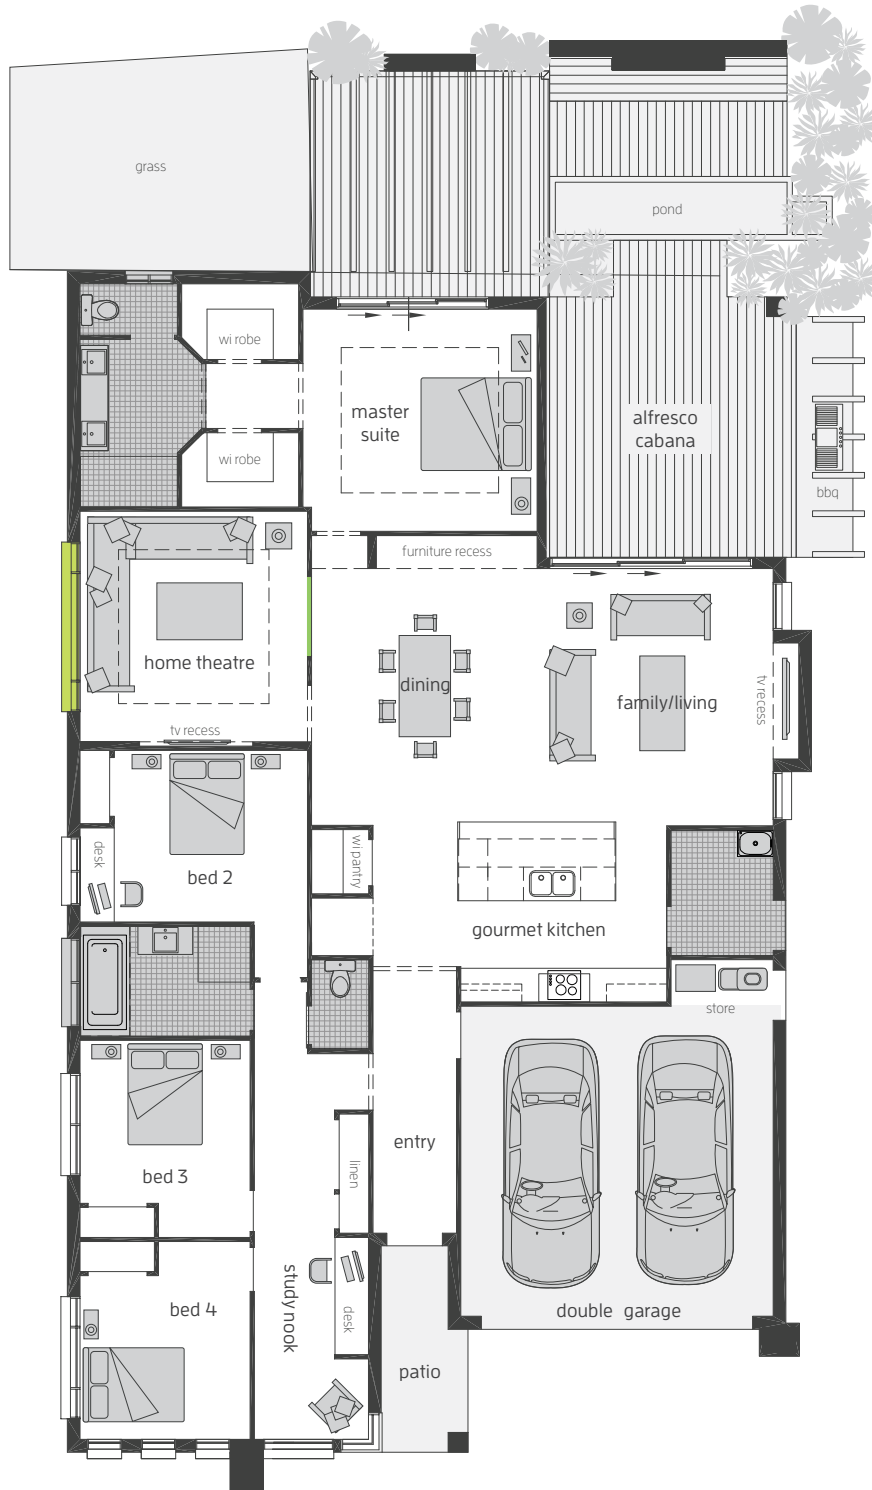 grass
pond
wi robe
master
suite
alfresco
cabana
wi robe
bbq
furniture recess
home theatre
dining
family/living
tv recess
tv recess
desk
bed 2
wi pantry
gourmet kitchen
store
entry
bed 3
linen
study nook
bed 4
desk
double garage
patio